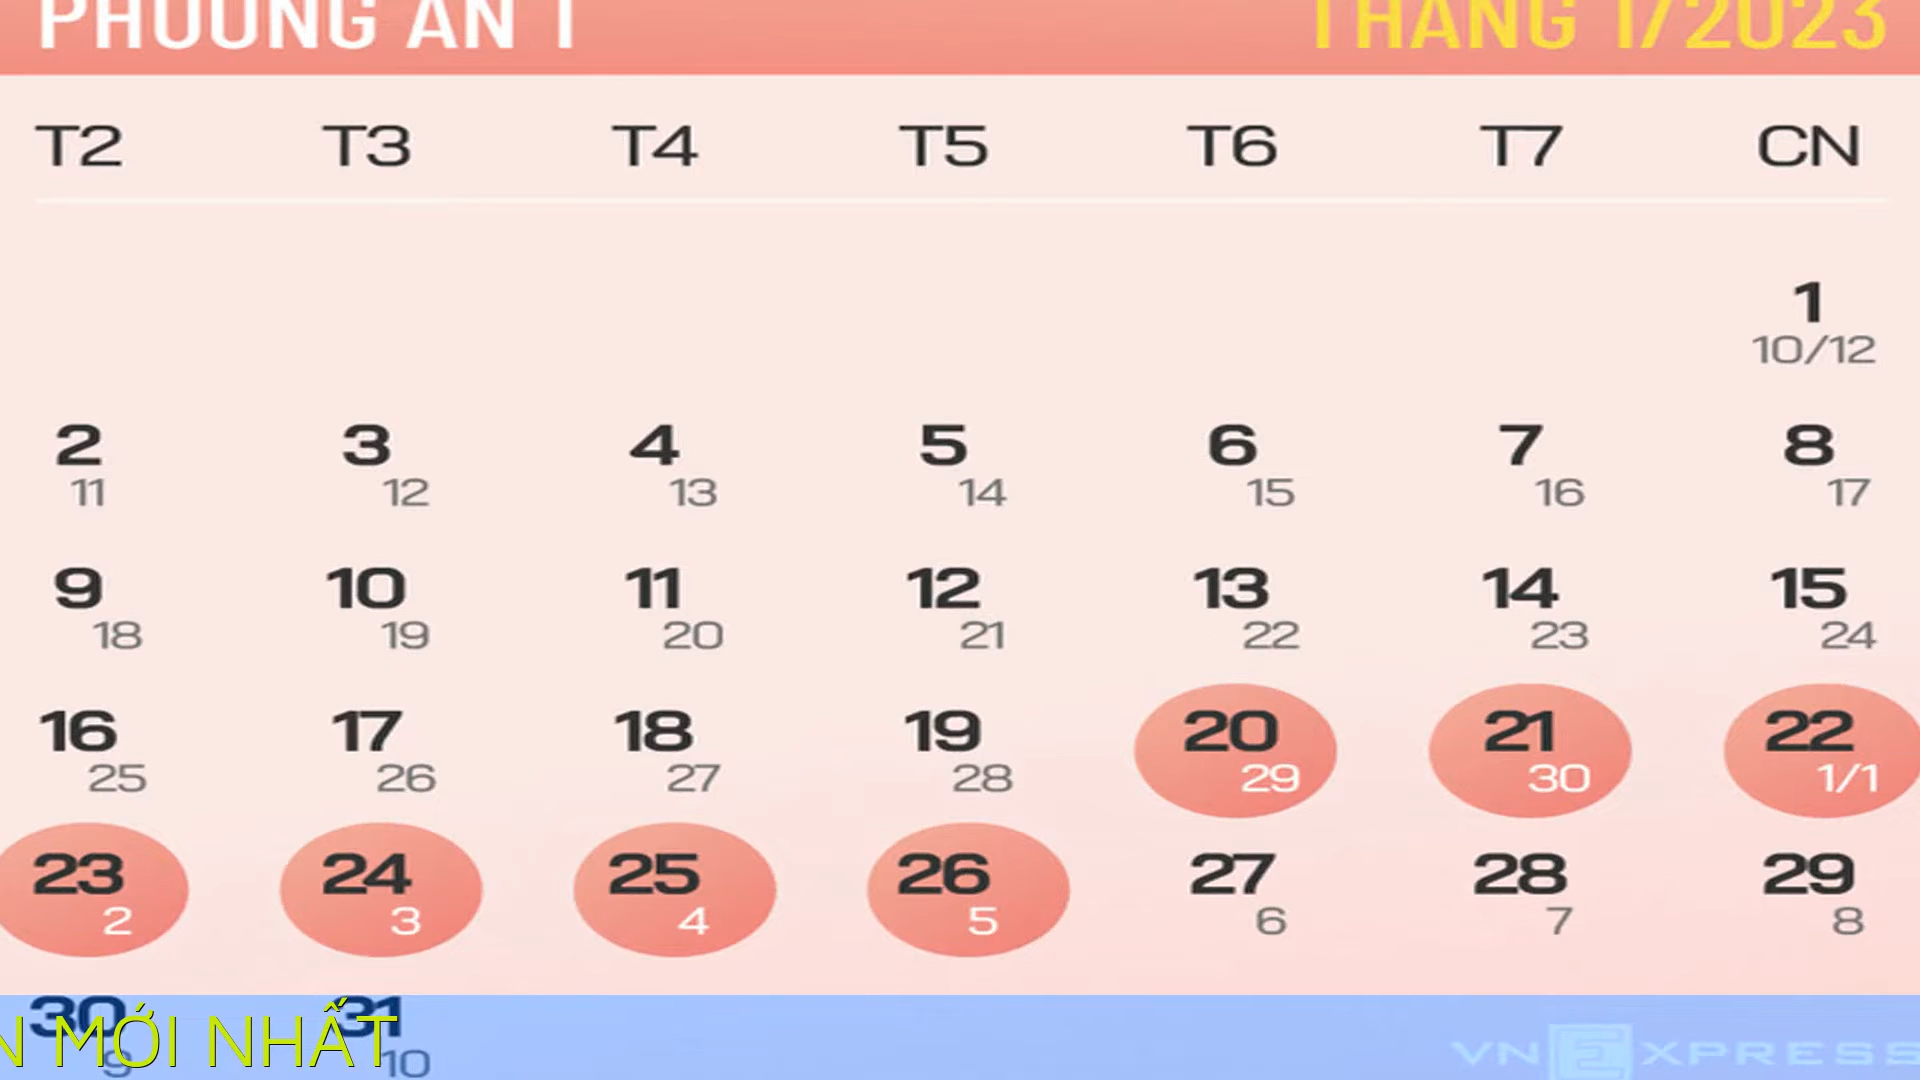 PHƯƠNG ÁN 1 THÁNG 1/2023
T2 T3 T4 T5 T6 T7 CN
1
10/12
2 3 4 5 6 7 8
11 12 13 14 15 16 17
9 10 11 12 13 14 15
18 19 20 21 22 23 24
16 17 18 19 20 21 22
25 26 27 28 29 30 1/1
23 24 25 26 27 28 29
2 3 4 5 6 7 8
30 31
N MỚI NHẤT
9 10
VNEXPRESS